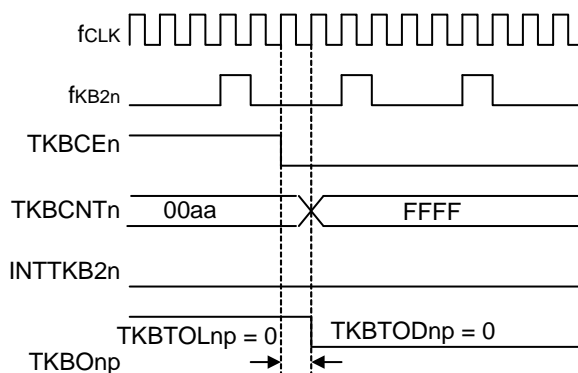 fCLK
fKB2n
TKBCEn
TKBCNTn 00aa FFFF
INTTKB2n
TKBTOLnp = 0 TKBTODnp = 0
TKBOnp